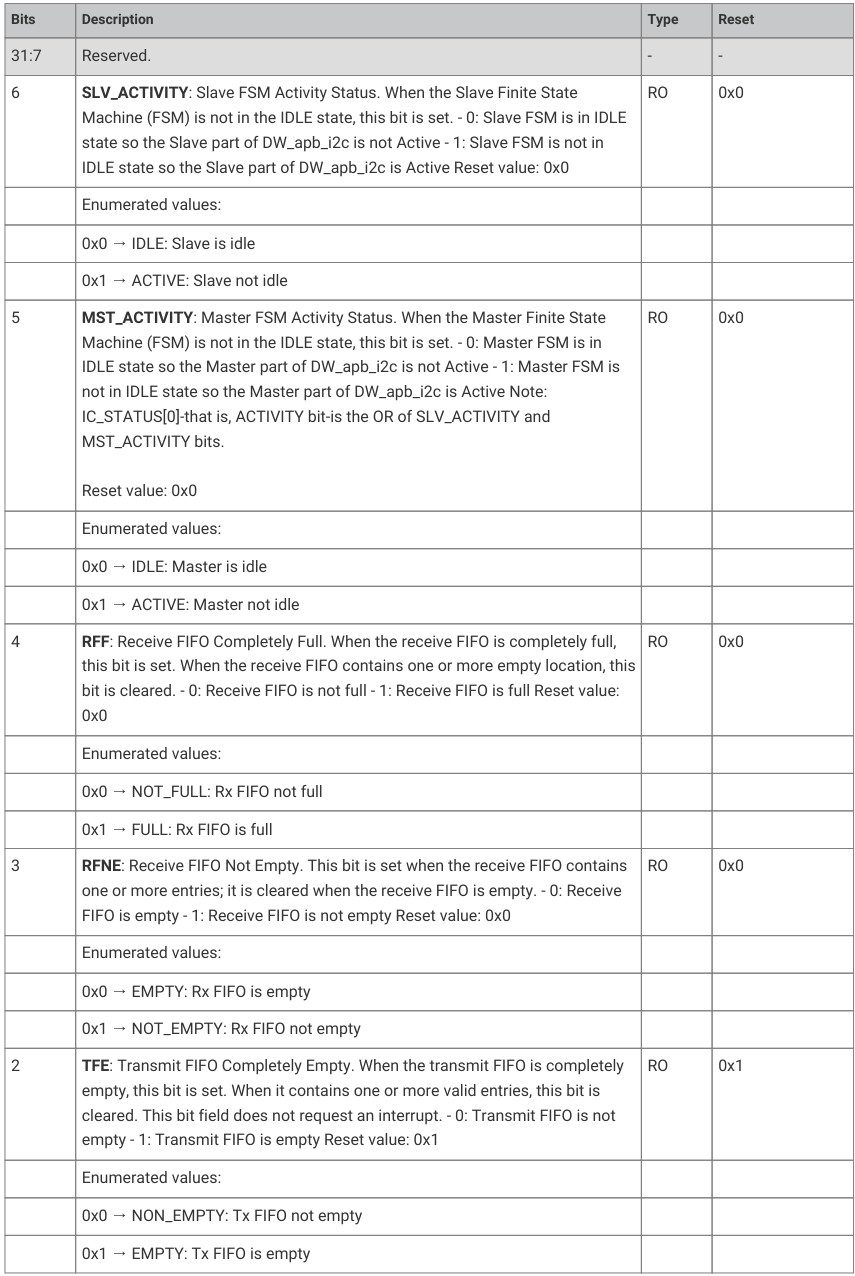 Bits Description Type Reset
31:7 Reserved. - -
6 SLV_ACTIVITY: Slave FSM Activity Status. When the Slave Finite State RO 0x0
Machine (FSM) is not in the IDLE state, this bit is set. - 0: Slave FSM is in IDLE
state so the Slave part of DW_apb_i2c is not Active - 1: Slave FSM is not in
IDLE state so the Slave part of DW_apb_i2c is Active Reset value: 0x0
Enumerated values:
0x0 → IDLE: Slave is idle
0x1 → ACTIVE: Slave not idle
5 MST_ACTIVITY: Master FSM Activity Status. When the Master Finite State RO 0x0
Machine (FSM) is not in the IDLE state, this bit is set. - 0: Master FSM is in
IDLE state so the Master part of DW_apb_i2c is not Active - 1: Master FSM is
not in IDLE state so the Master part of DW_apb_i2c is Active Note:
IC_STATUS[0]-that is, ACTIVITY bit-is the OR of SLV_ACTIVITY and
MST_ACTIVITY bits.
Reset value: 0x0
Enumerated values:
0x0 → IDLE: Master is idle
0x1 → ACTIVE: Master not idle
4 RFF: Receive FIFO Completely Full. When the receive FIFO is completely full, RO 0x0
this bit is set. When the receive FIFO contains one or more empty location, this
bit is cleared. - 0: Receive FIFO is not full - 1: Receive FIFO is full Reset value:
0x0
Enumerated values:
0x0 → NOT_FULL: Rx FIFO not full
0x1 → FULL: Rx FIFO is full
3 RFNE: Receive FIFO Not Empty. This bit is set when the receive FIFO contains RO 0x0
one or more entries; it is cleared when the receive FIFO is empty. - 0: Receive
FIFO is empty - 1: Receive FIFO is not empty Reset value: 0x0
Enumerated values:
0x0 → EMPTY: Rx FIFO is empty
0x1 → NOT_EMPTY: Rx FIFO not empty
2 TFE: Transmit FIFO Completely Empty. When the transmit FIFO is completely RO 0x1
empty, this bit is set. When it contains one or more valid entries, this bit is
cleared. This bit field does not request an interrupt. - 0: Transmit FIFO is not
empty - 1: Transmit FIFO is empty Reset value: 0x1
Enumerated values:
0x0 → NON_EMPTY: Tx FIFO not empty
0x1 → EMPTY: Tx FIFO is empty